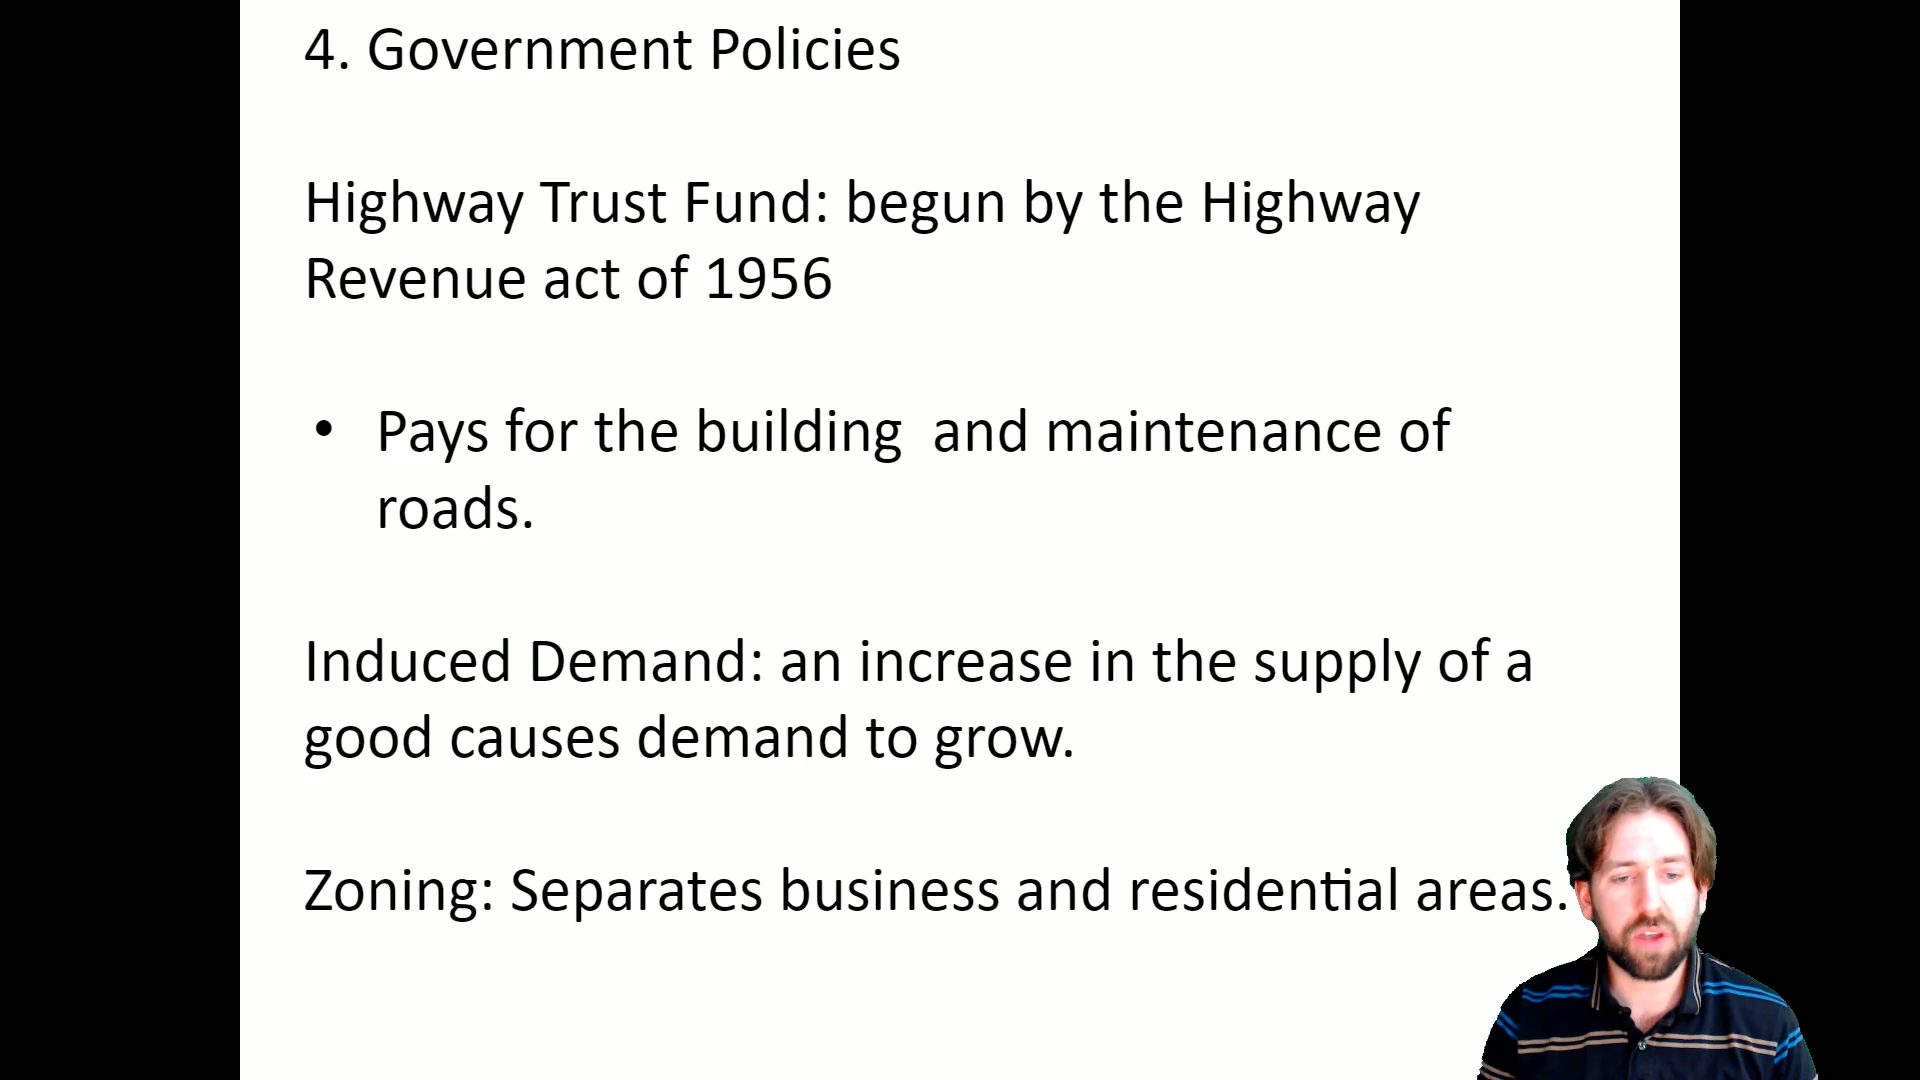 4. Government Policies
Highway Trust Fund: begun by the Highway
Revenue act of 1956
• Pays for the building  and maintenance of
roads.
Induced Demand: an increase in the supply of a
good causes demand to grow.
Zoning: Separates business and residential areas.